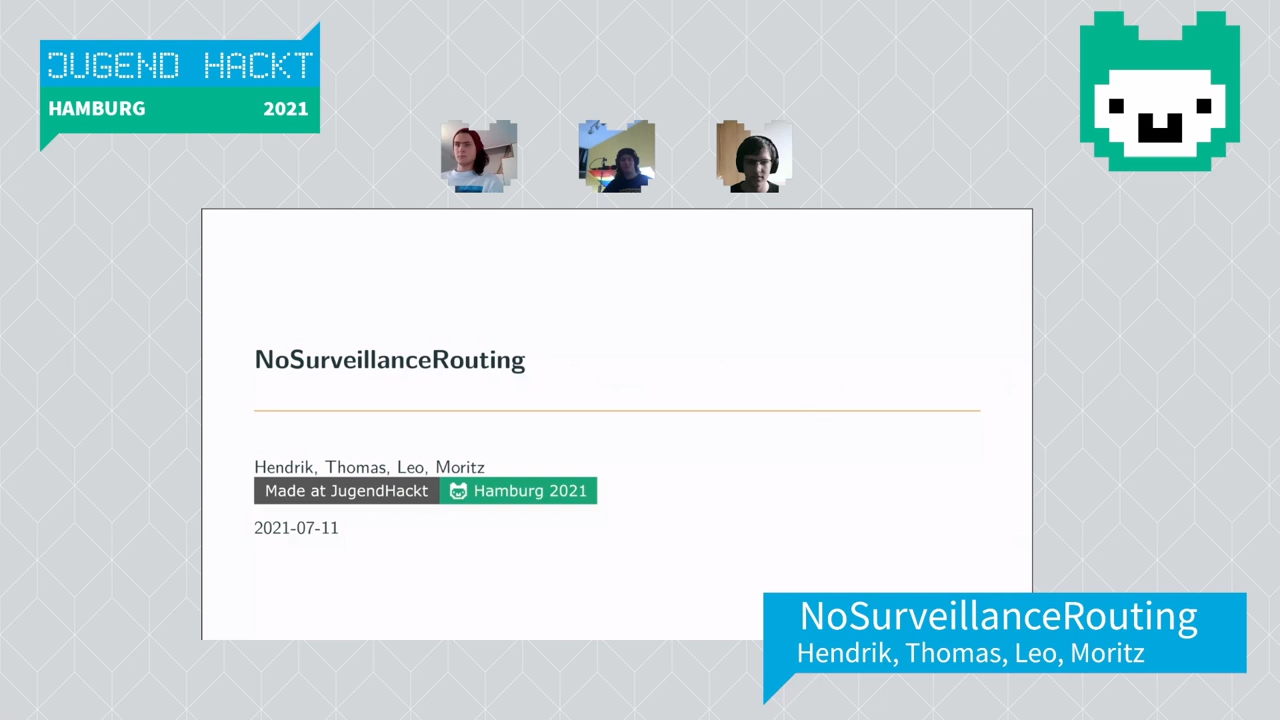 JUGEND HACKT
HAMBURG 2021
NoSurveillanceRouting
Hendrik, Thomas, Leo, Moritz
Made at JugendHackt Hamburg 2021
2021-07-11
NoSurveillanceRouting
Hendrik, Thomas, Leo, Moritz